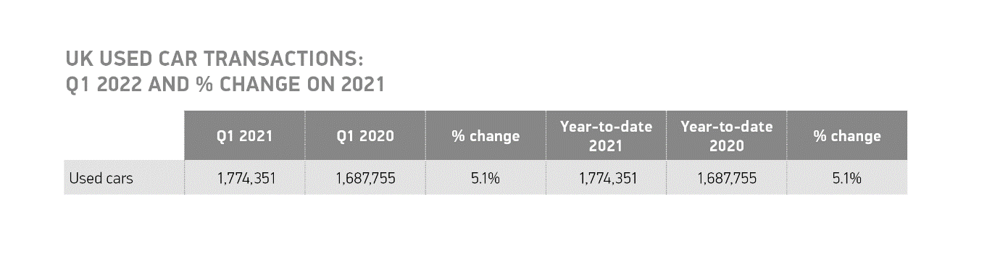 UK USED CAR TRANSACTIONS:
Q1 2022 AND % CHANGE ON 2021
Q1 2021 Q1 2020 % change Year-to-date 2021 Year-to-date 2020 % change
Used cars 1,774,351 1,687,755 5.1% 1,774,351 1,687,755 5.1%